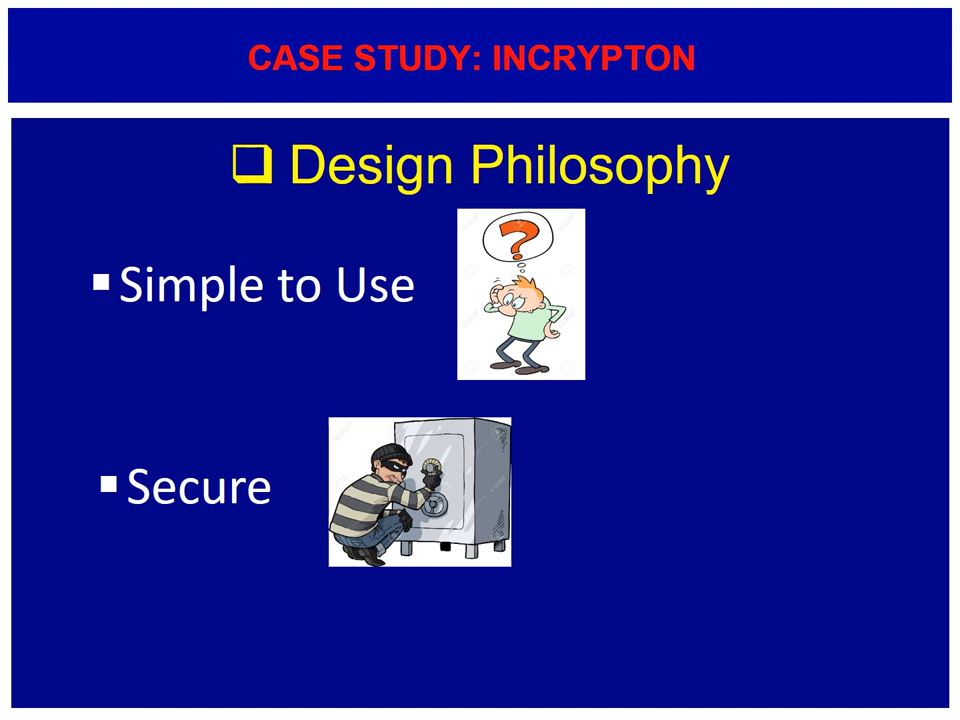 CASE STUDY: INCRYPTON
Design Philosophy
Simple to Use
?
Secure